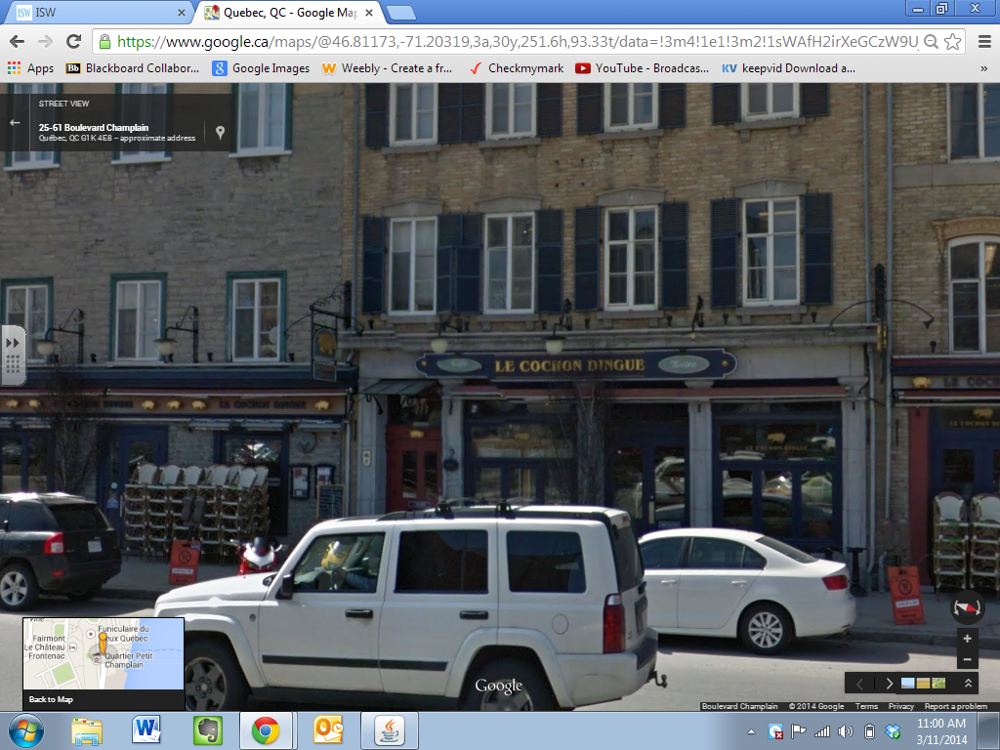 ISW
Quebec, QC - Google Map
https://www.google.ca/maps/@46.81173,-71.20319,3a,30y,251.6h,93.33t/data=!3m4!1e1!3m2!1sWAfH2irXeGCzW9U
Apps Blackboard Collabor... Google Images Weebly - Create a fr... Checkmymark YouTube - Broadcas... KV keepvid Download a... »
STREET VIEW
25-61 Boulevard Champlain
Québec, QC G1K 4E8 – approximate address
Café LE COCHON DINGUE Bistro
LE COCHON DINGUE
Funiculaire du
Vieux Québec
Fairmont
Le Château
Frontenac
Quartier Petit
Champlain
Back to Map
Google
Boulevard Champlain © 2014 Google Terms Privacy Report a problem
11:00 AM
3/11/2014